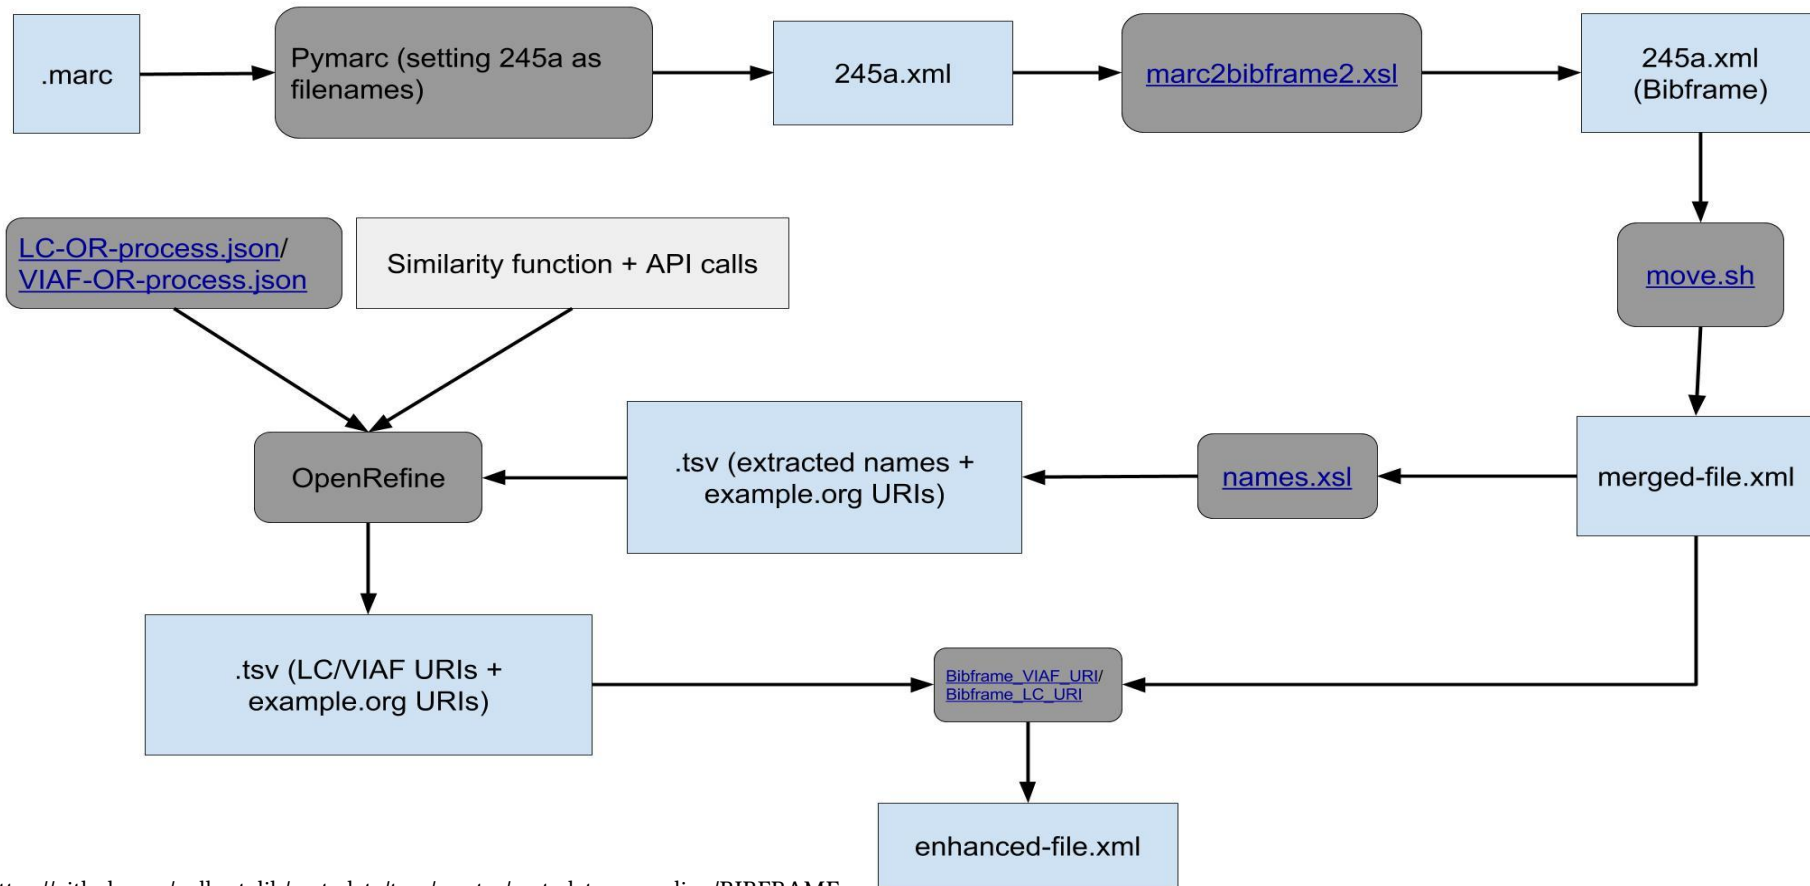 .marc
Pymarc (setting 245a as
filenames)
245a.xml
marc2bibframe2.xsl
245a.xml
(Bibframe)
LC-OR-process.json/
VIAF-OR-process.json
Similarity function + API calls
move.sh
OpenRefine
.tsv (extracted names +
example.org URIs)
names.xsl
merged-file.xml
.tsv (LC/VIAF URIs +
example.org URIs)
Bibframe_VIAF_URI/
Bibframe_LC_URI
enhanced-file.xml